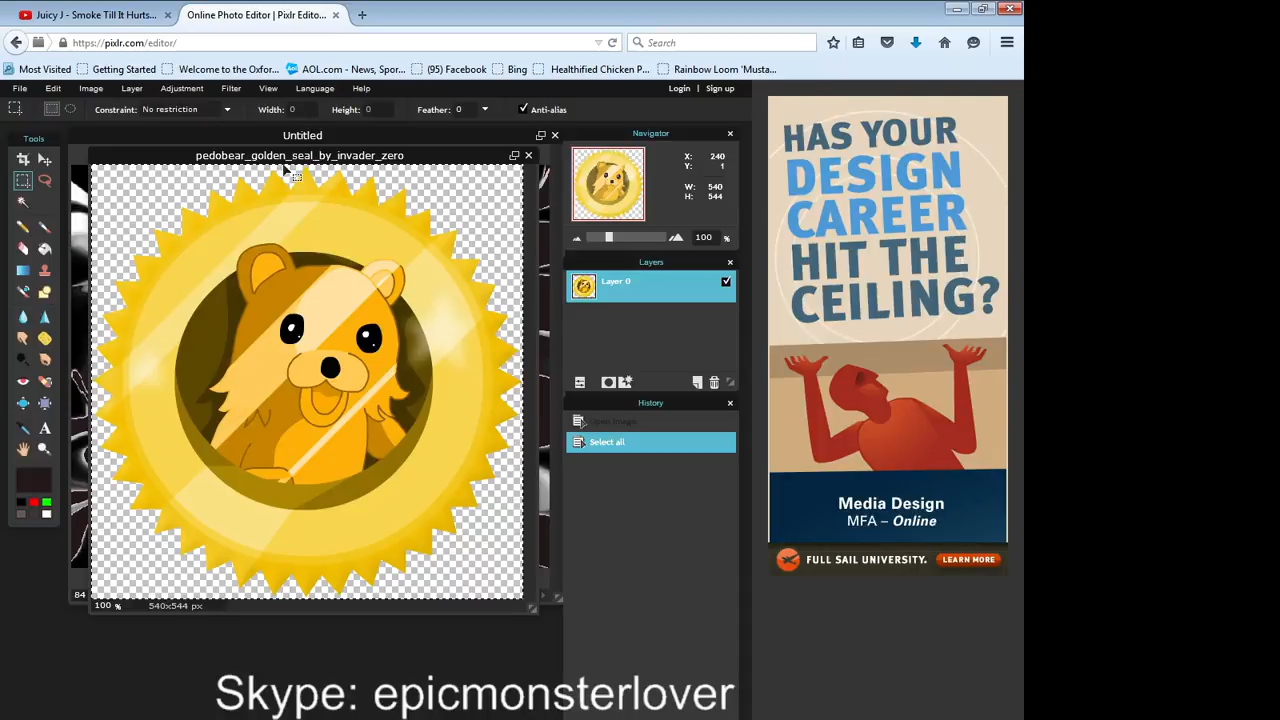 Juicy J - Smoke Till It Hurts...
Online Photo Editor | Pixlr Edito...
https://pixlr.com/editor/
Search
Most Visited
Getting Started
Welcome to the Oxfor...
AOL.com - News, Spor...
(95) Facebook
Bing
Healthified Chicken P...
Rainbow Loom 'Musta...
File Edit Image Layer Adjustment Filter View Language Help
Login | Sign up
Constraint: No restriction Width: 0 Height: 0 Feather: 0 Anti-alias
Tools
Untitled
pedobear_golden_seal_by_invader_zero
Navigator
X: 240
Y: 1
W: 540
H: 544
100 %
Layers
Layer 0
History
Open image
Select all
84
100 % 540x544 px
HAS YOUR
DESIGN
CAREER
HIT THE
CEILING?
Media Design
MFA – Online
FULL SAIL UNIVERSITY.
LEARN MORE
Skype: epicmonsterlover